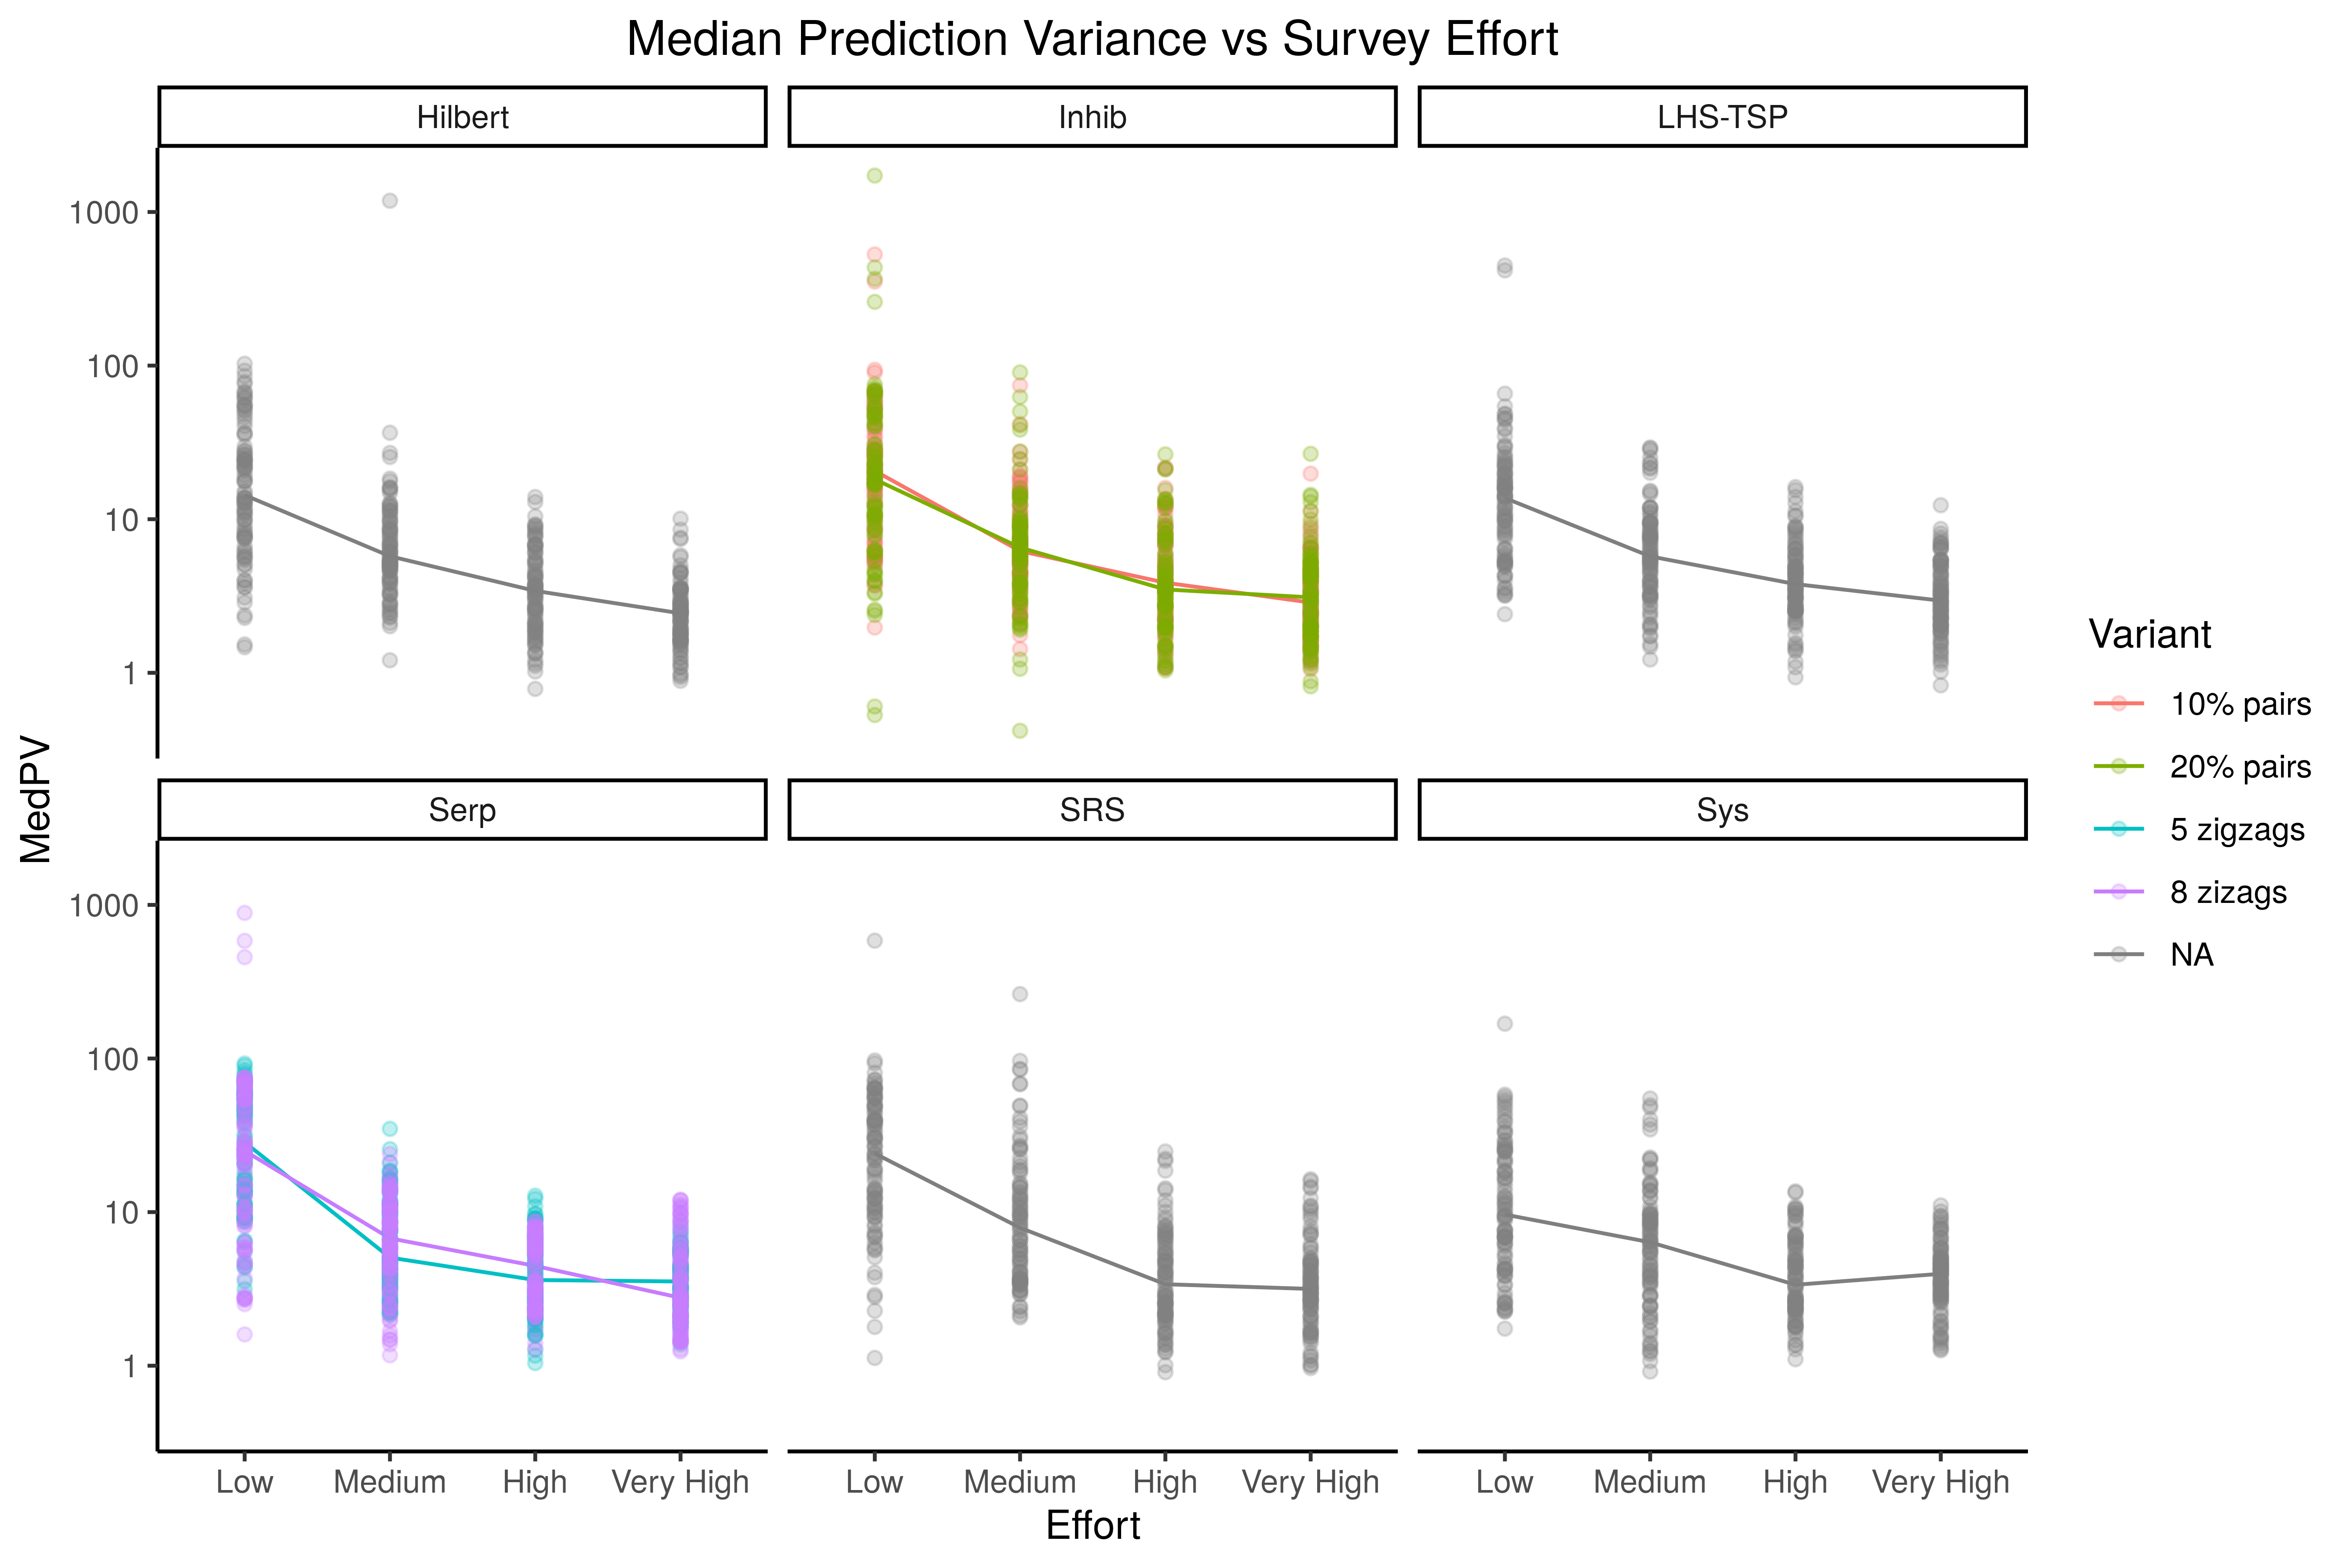 Median Prediction Variance vs Survey Effort
Hilbert
Inhib
LHS-TSP
1000
100
10
1
Serp
SRS
Sys
1000
100
10
1
MedPV
Low Medium High Very High
Low Medium High Very High
Low Medium High Very High
Effort
Variant
10% pairs
20% pairs
5 zigzags
8 zizags
NA